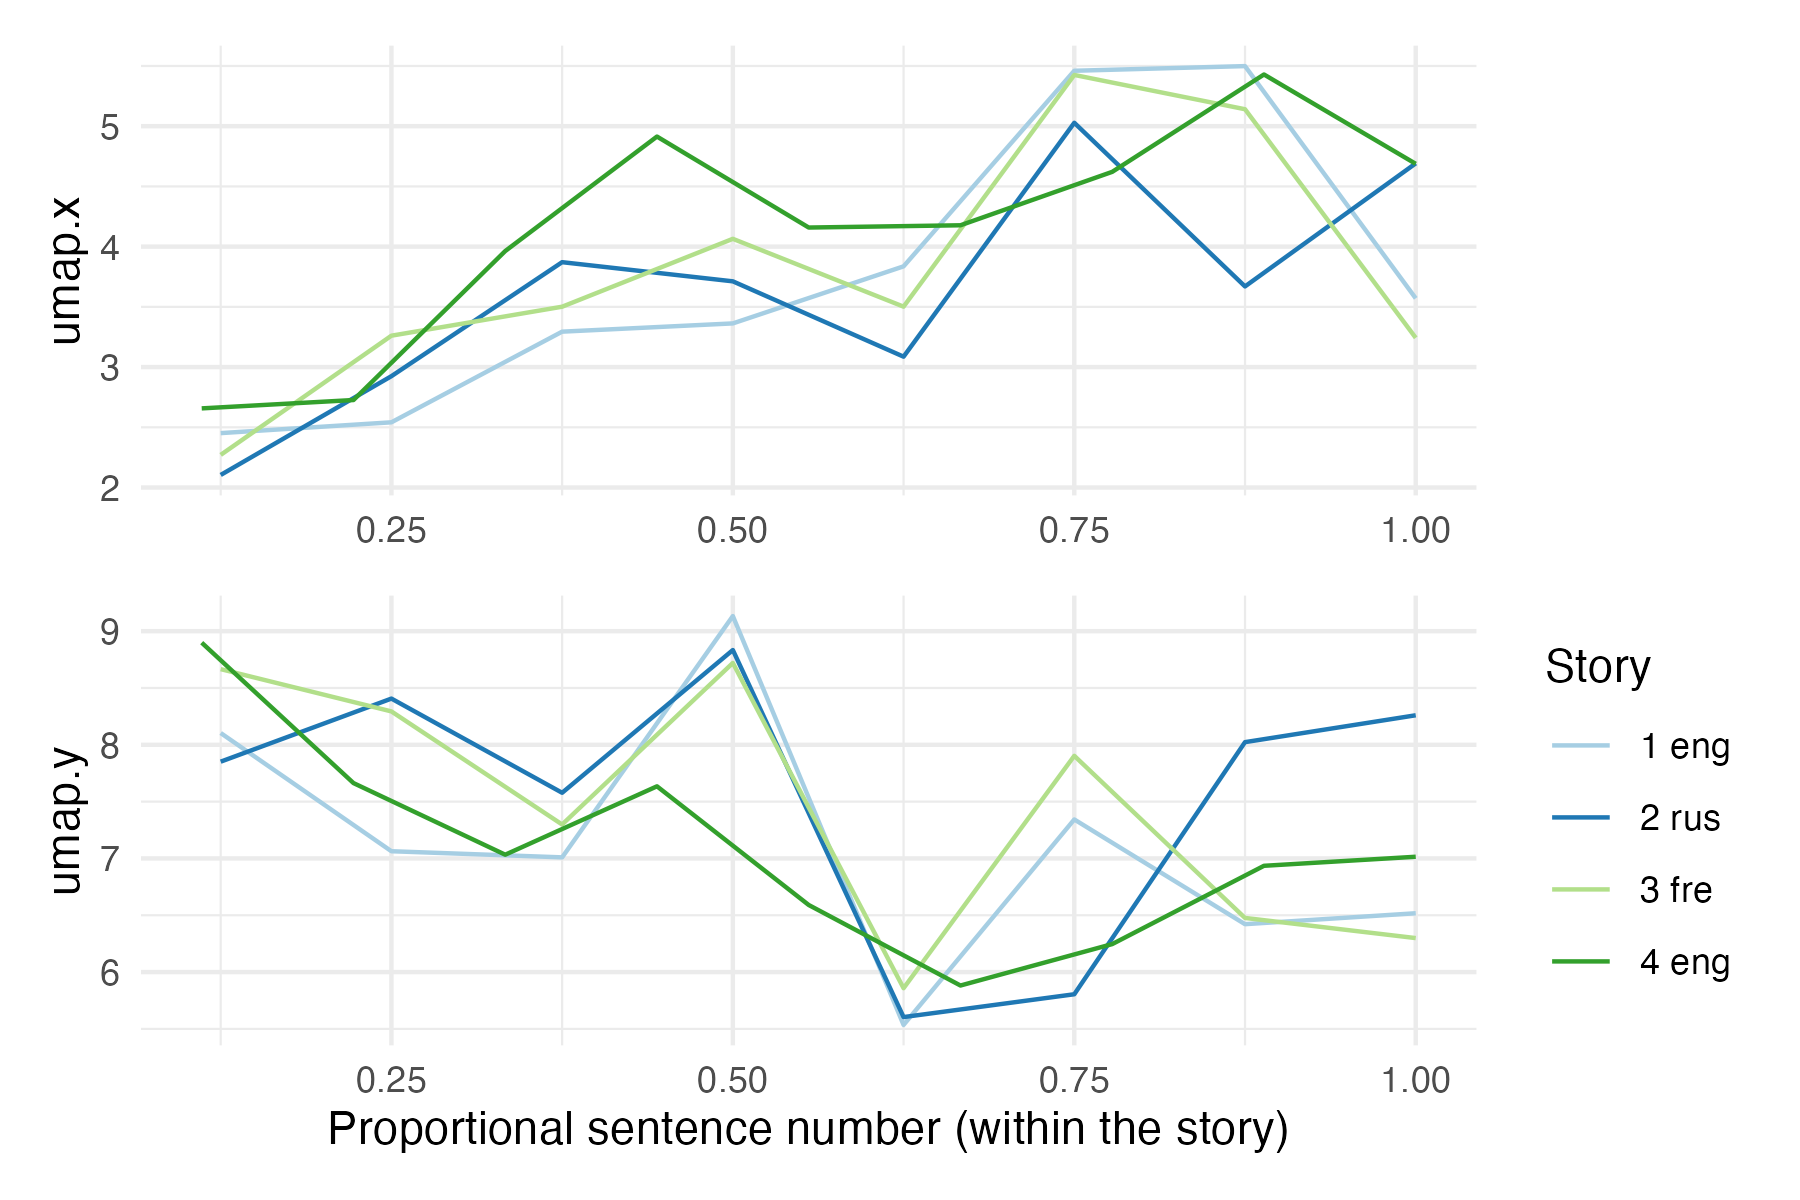 umap.x
5
4
3
2
0.25 0.50 0.75 1.00
umap.y
9
8
7
6
0.25 0.50 0.75 1.00
Proportional sentence number (within the story)
Story
1 eng
2 rus
3 fre
4 eng